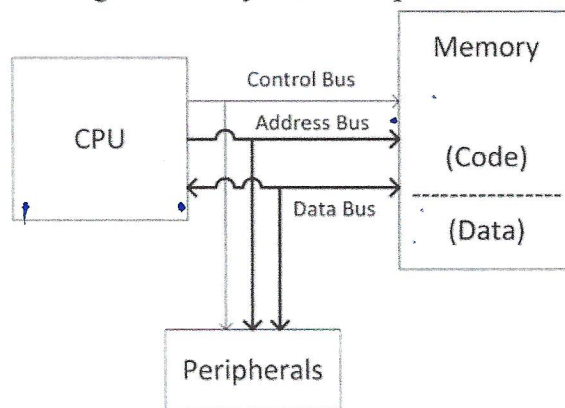 Memory
Control Bus
CPU
Address Bus
(Code)
Data Bus
(Data)
Peripherals